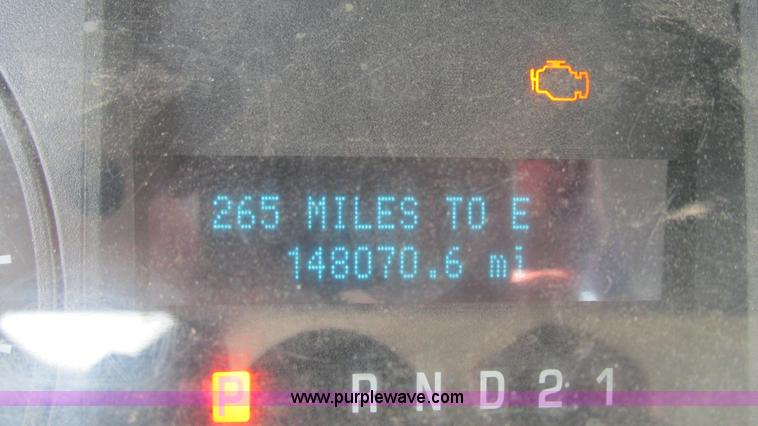 265 MILES TO E
148070.6 mi
P R N D 2 1
www.purplewave.com